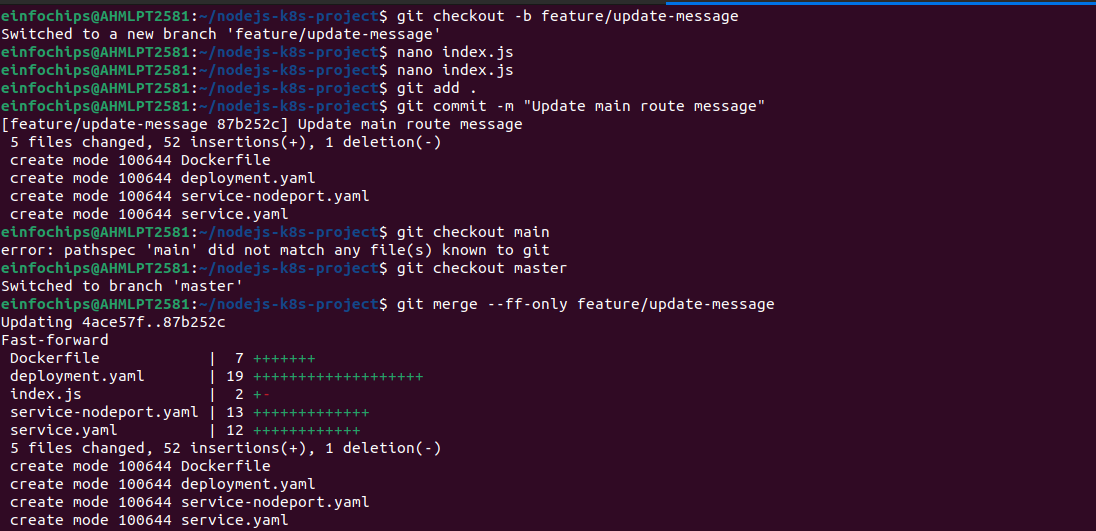 einfochips@AHMLPT2581:~/nodejs-k8s-project$ git checkout -b feature/update-message
Switched to a new branch 'feature/update-message'
einfochips@AHMLPT2581:~/nodejs-k8s-project$ nano index.js
einfochips@AHMLPT2581:~/nodejs-k8s-project$ nano index.js
einfochips@AHMLPT2581:~/nodejs-k8s-project$ git add .
einfochips@AHMLPT2581:~/nodejs-k8s-project$ git commit -m "Update main route message"
[feature/update-message 87b252c] Update main route message
 5 files changed, 52 insertions(+), 1 deletion(-)
 create mode 100644 Dockerfile
 create mode 100644 deployment.yaml
 create mode 100644 service-nodeport.yaml
 create mode 100644 service.yaml
einfochips@AHMLPT2581:~/nodejs-k8s-project$ git checkout main
error: pathspec 'main' did not match any file(s) known to git
einfochips@AHMLPT2581:~/nodejs-k8s-project$ git checkout master
Switched to branch 'master'
einfochips@AHMLPT2581:~/nodejs-k8s-project$ git merge --ff-only feature/update-message
Updating 4ace57f..87b252c
Fast-forward
 Dockerfile            |  7 +++++++
 deployment.yaml       | 19 +++++++++++++++++++
 index.js              |  2 +-
 service-nodeport.yaml | 13 +++++++++++++
 service.yaml          | 12 ++++++++++++
 5 files changed, 52 insertions(+), 1 deletion(-)
 create mode 100644 Dockerfile
 create mode 100644 deployment.yaml
 create mode 100644 service-nodeport.yaml
 create mode 100644 service.yaml